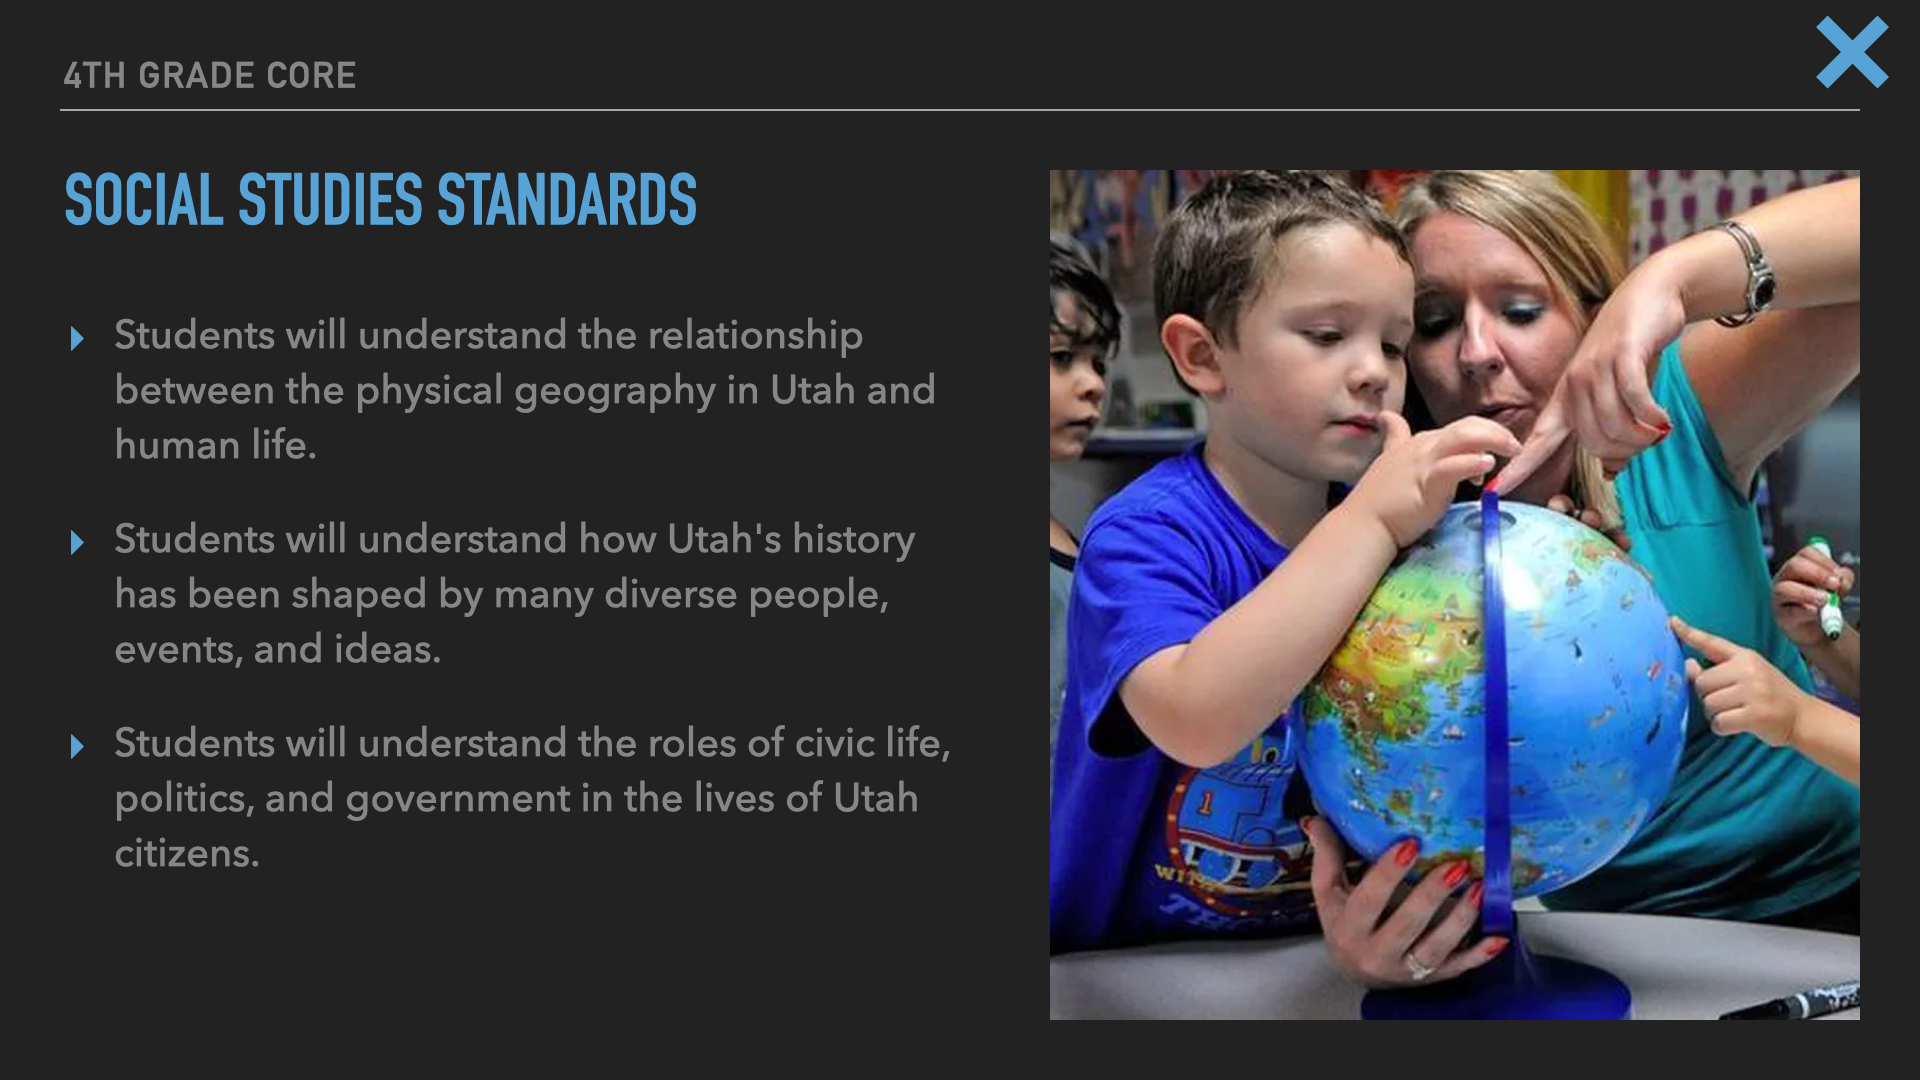 4TH GRADE CORE
SOCIAL STUDIES STANDARDS
Students will understand the relationship
between the physical geography in Utah and
human life.
Students will understand how Utah's history
has been shaped by many diverse people,
events, and ideas.
Students will understand the roles of civic life,
politics, and government in the lives of Utah
citizens.
1